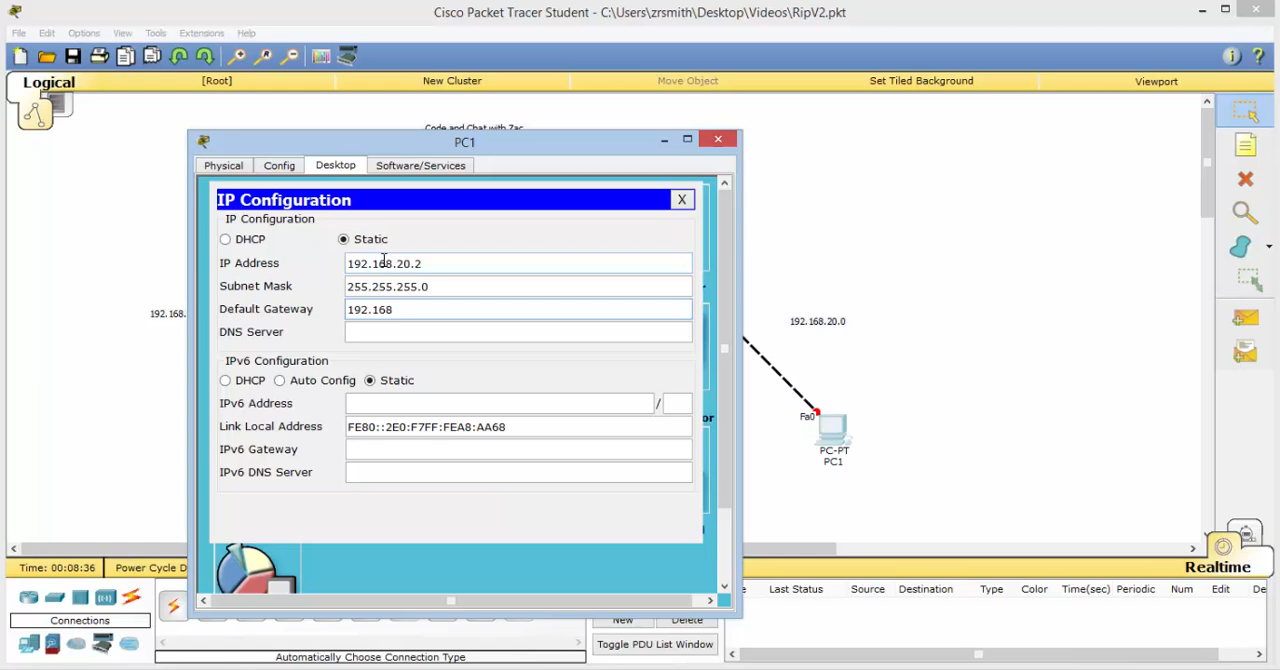 Cisco Packet Tracer Student - C:\Users\zrsmith\Desktop\Videos\RipV2.pkt
File Edit Options View Tools Extensions Help
Logical [Root] New Cluster Move Object Set Tiled Background Viewport
Code and Chat with Zac
PC1
Physical Config Desktop Software/Services
IP Configuration X
IP Configuration
DHCP Static
IP Address 192.168.20.2
Subnet Mask 255.255.255.0
Default Gateway 192.168
DNS Server
IPv6 Configuration
DHCP Auto Config Static
IPv6 Address /
Link Local Address FE80::2E0:F7FF:FEA8:AA68
IPv6 Gateway
IPv6 DNS Server
or
192.168.
192.168.20.0
Fa0
PC-PT
PC1
Time: 00:08:36 Power Cycle D
Realtime
Last Status Source Destination Type Color Time(sec) Periodic Num Edit De
Connections
New Delete
Toggle PDU List Window
Automatically Choose Connection Type